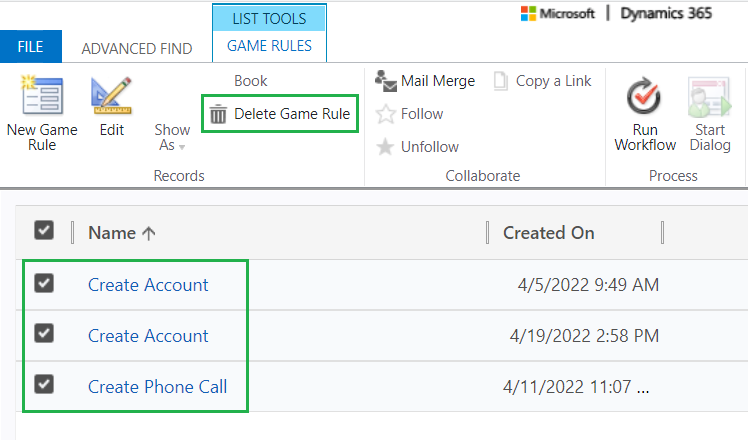 LIST TOOLS
Microsoft | Dynamics 365
FILE
ADVANCED FIND
GAME RULES
New Game
Rule
Edit
Show
As
Book
Delete Game Rule
Records
Mail Merge
Copy a Link
Follow
Unfollow
Collaborate
Run
Workflow
Start
Dialog
Process
Name
Created On
Create Account
4/5/2022 9:49 AM
Create Account
4/19/2022 2:58 PM
Create Phone Call
4/11/2022 11:07 ...